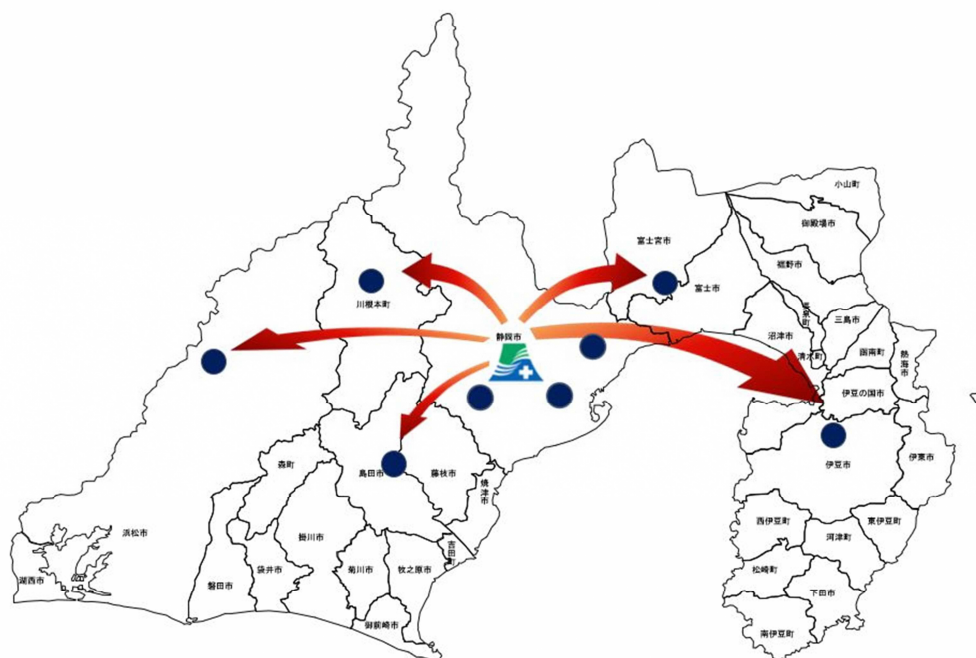 小山町
御殿場市
富士宮市
裾野市
富士市
川根本町
長泉町
三島市
沼津市
静岡市
清水町
函南町
熱海市
伊豆の国市
伊豆市
伊東市
森町
島田市
藤枝市
焼津市
西伊豆町
東伊豆町
浜松市
掛川市
河津町
吉田町
湖西市
磐田市
袋井市
菊川市
牧之原市
松崎町
下田市
御前崎市
南伊豆町